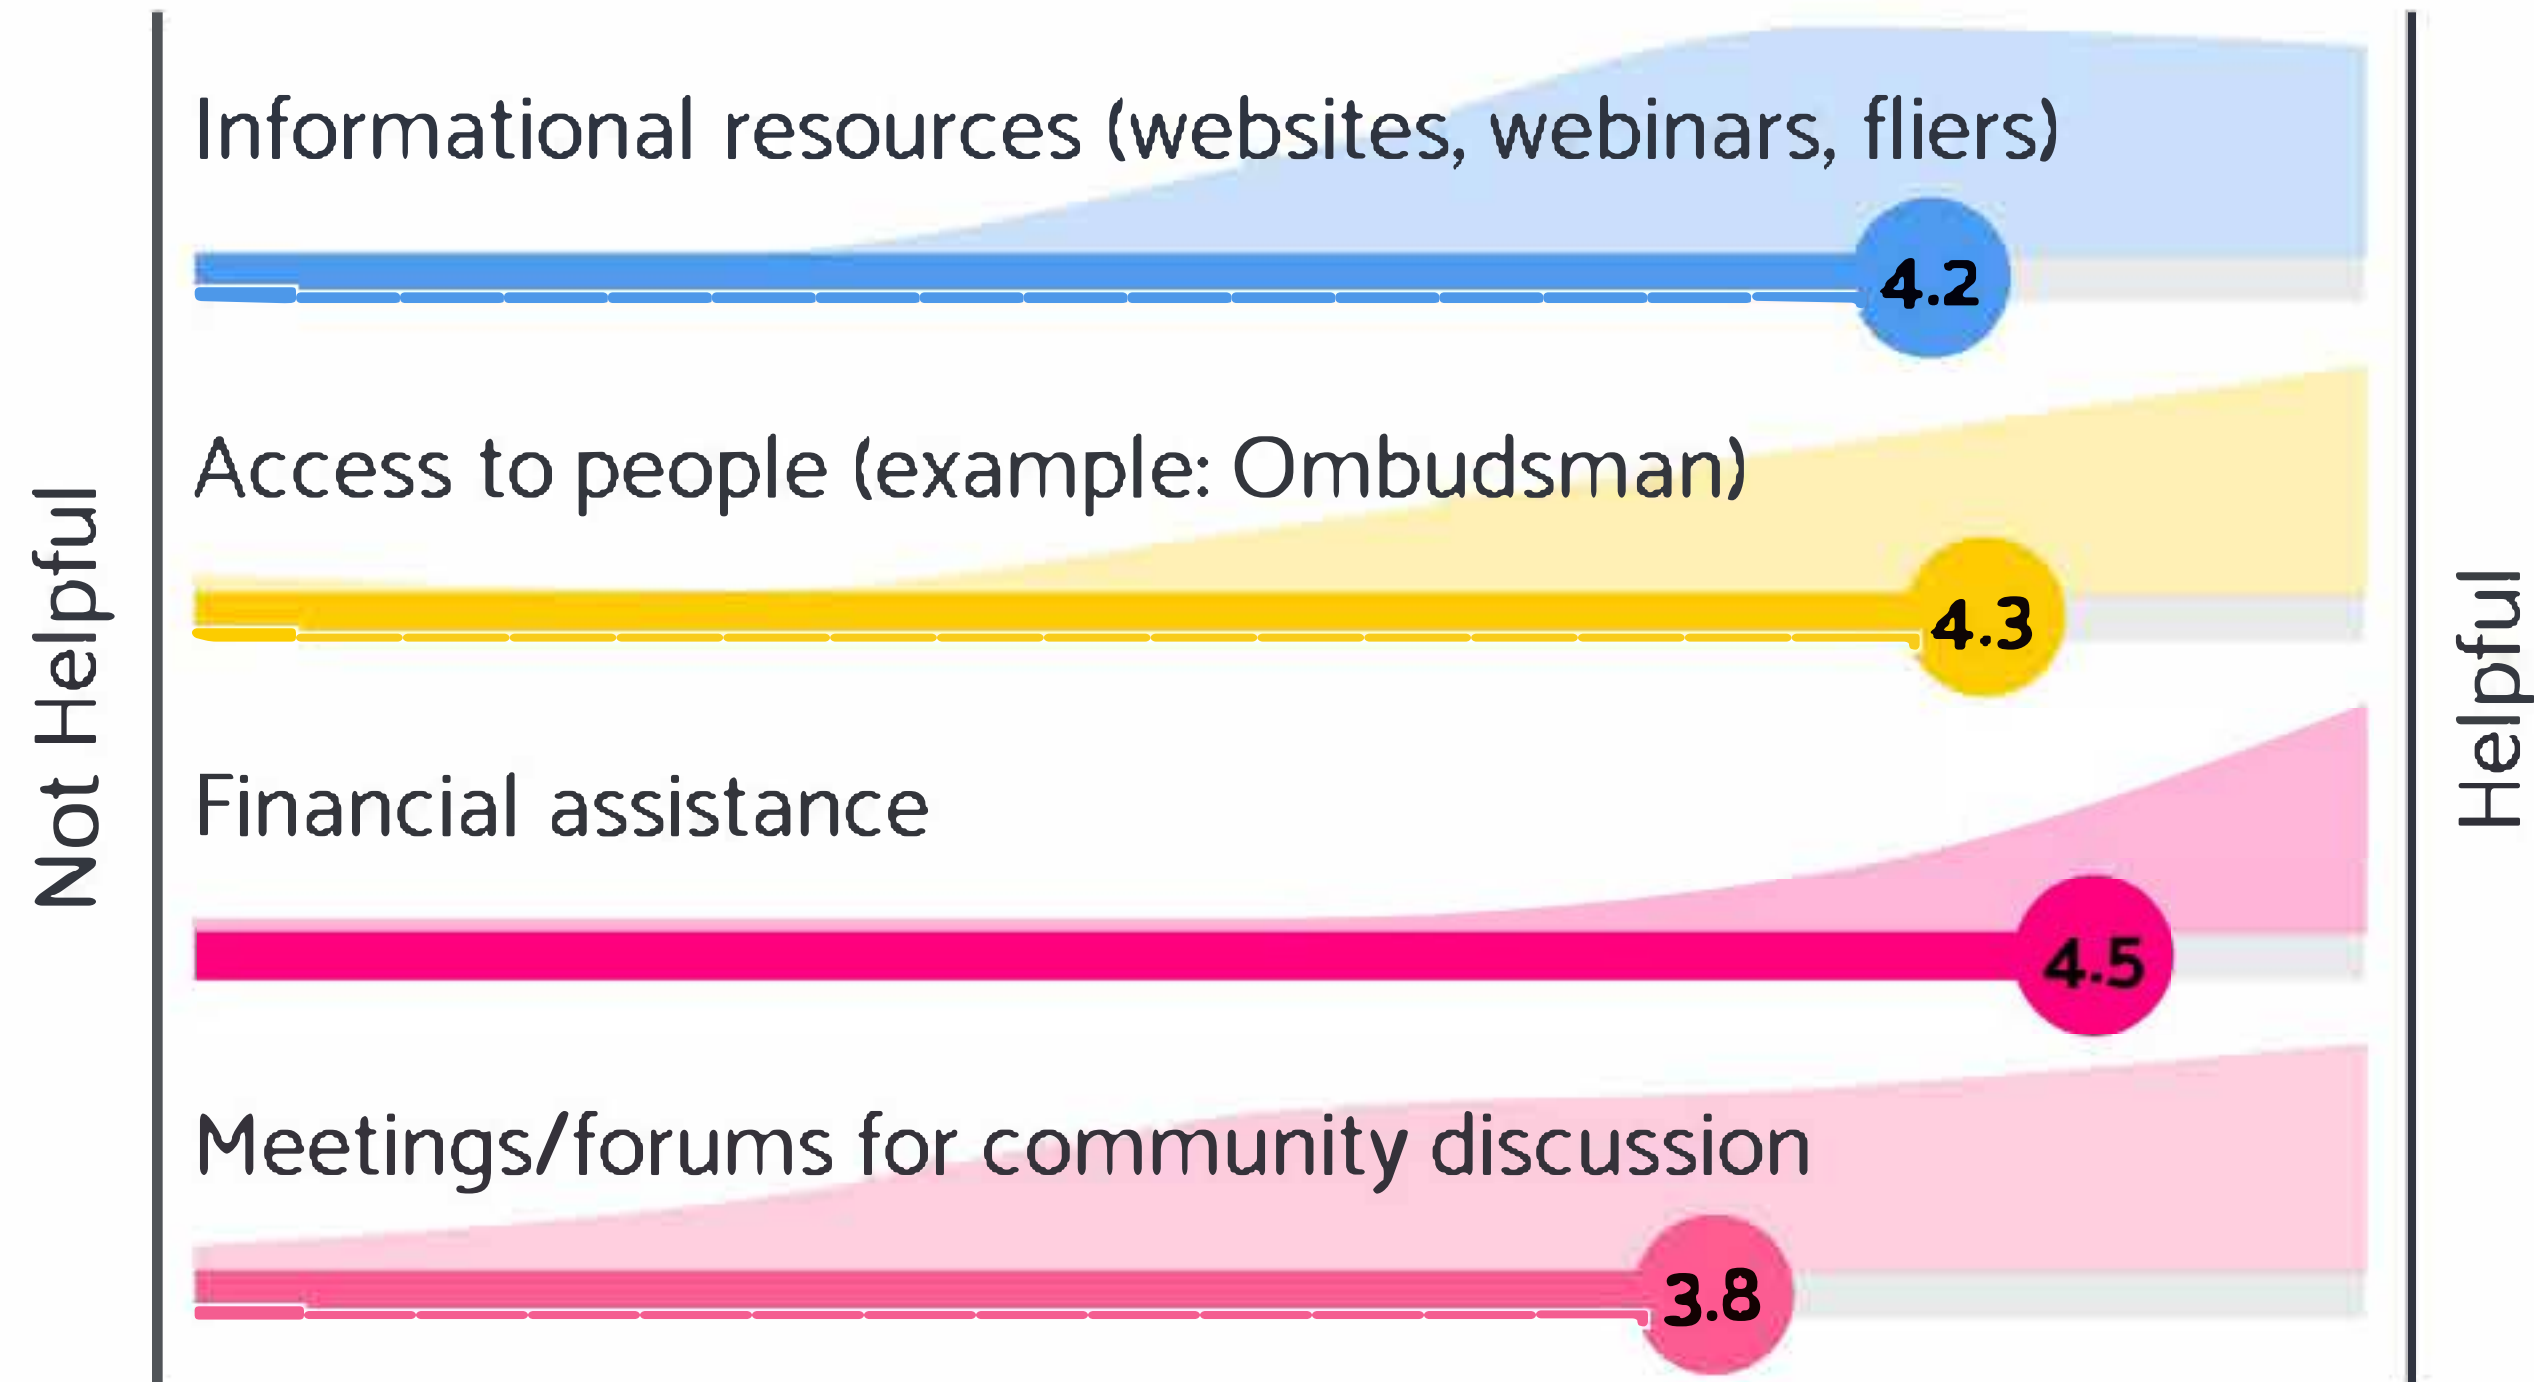 Not Helpful
Informational resources (websites, webinars, fliers)
4.2
Access to people (example: Ombudsman)
4.3
Financial assistance
4.5
Meetings/forums for community discussion
3.8
Helpful